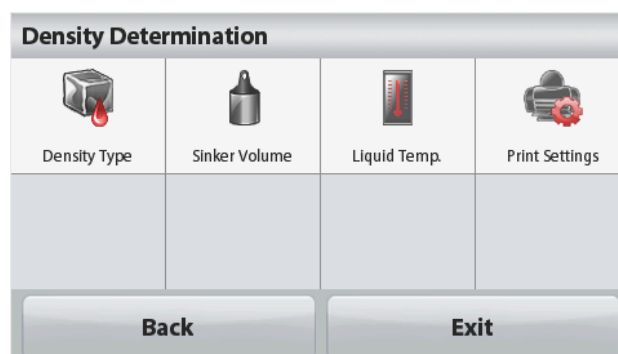 Density Determination
Density Type Sinker Volume Liquid Temp. Print Settings
Back Exit